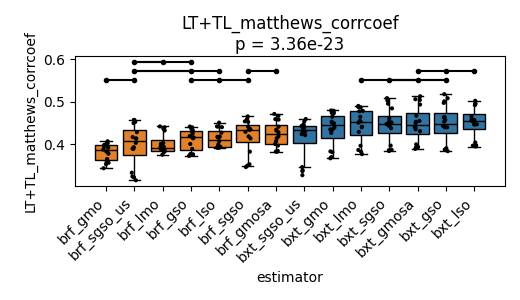 LT+TL_matthews_corrcoef
p = 3.36e-23
LT+TL_matthews_corrcoef
0.6
0.5
0.4
brf_gmo
brf_sgso_us
brf_lmo
brf_gso
brf_lso
brf_sgso
brf_gmosa
bxt_sgso_us
bxt_gmo
bxt_lmo
bxt_sgso
bxt_gmosa
bxt_gso
bxt_lso
estimator